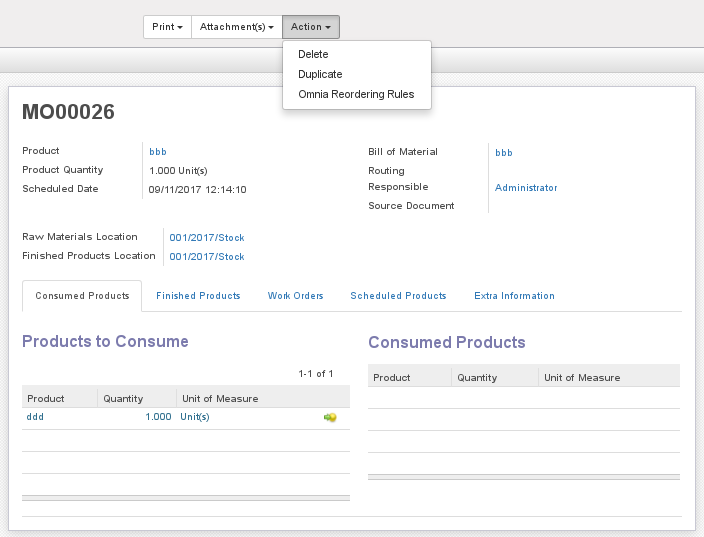 Print Attachment(s) Action
Delete
Duplicate
Omnia Reordering Rules
MO00026
Product bbb
Product Quantity 1.000 Unit(s)
Scheduled Date 09/11/2017 12:14:10
Bill of Material bbb
Routing
Responsible Administrator
Source Document
Raw Materials Location 001/2017/Stock
Finished Products Location 001/2017/Stock
Consumed Products Finished Products Work Orders Scheduled Products Extra Information
Products to Consume
1-1 of 1
Product Quantity Unit of Measure
ddd 1.000 Unit(s)
Consumed Products
Product Quantity Unit of Measure